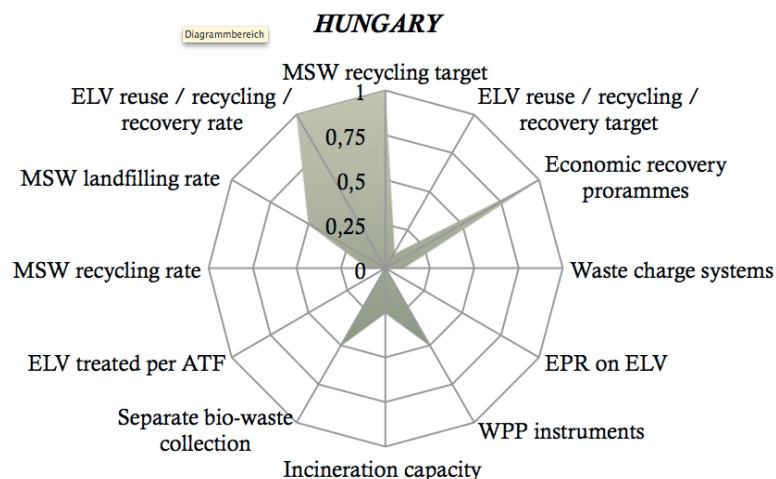 HUNGARY
Diagrammbereich
MSW recycling target
ELV reuse / recycling /
recovery rate
ELV reuse / recycling /
recovery target
1
0,75
0,5
0,25
0
Economic recovery
prorammes
MSW landfilling rate
MSW recycling rate
Waste charge systems
ELV treated per ATF
EPR on ELV
Separate bio-waste
collection
WPP instruments
Incineration capacity